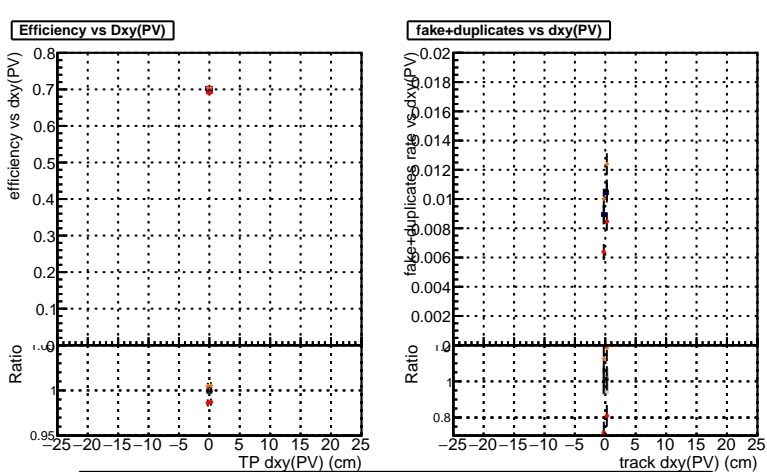 Efficiency vs Dxy(PV)
efficiency vs dxy(PV)
0.8
0.7
0.6
0.5
0.4
0.3
0.2
0.1
0
Ratio
1
0.95
−25 −20 −15 −10 −5 0 5 10 15 20 25
TP dxy(PV) (cm)
fake+duplicates vs dxy(PV)
fake+duplicates rate vs dxy(PV)
0.02
0.018
0.016
0.014
0.012
0.01
0.008
0.006
0.004
0.002
0
Ratio
1
0.8
−25 −20 −15 −10 −5 0 5 10 15 20 25
track dxy(PV) (cm)